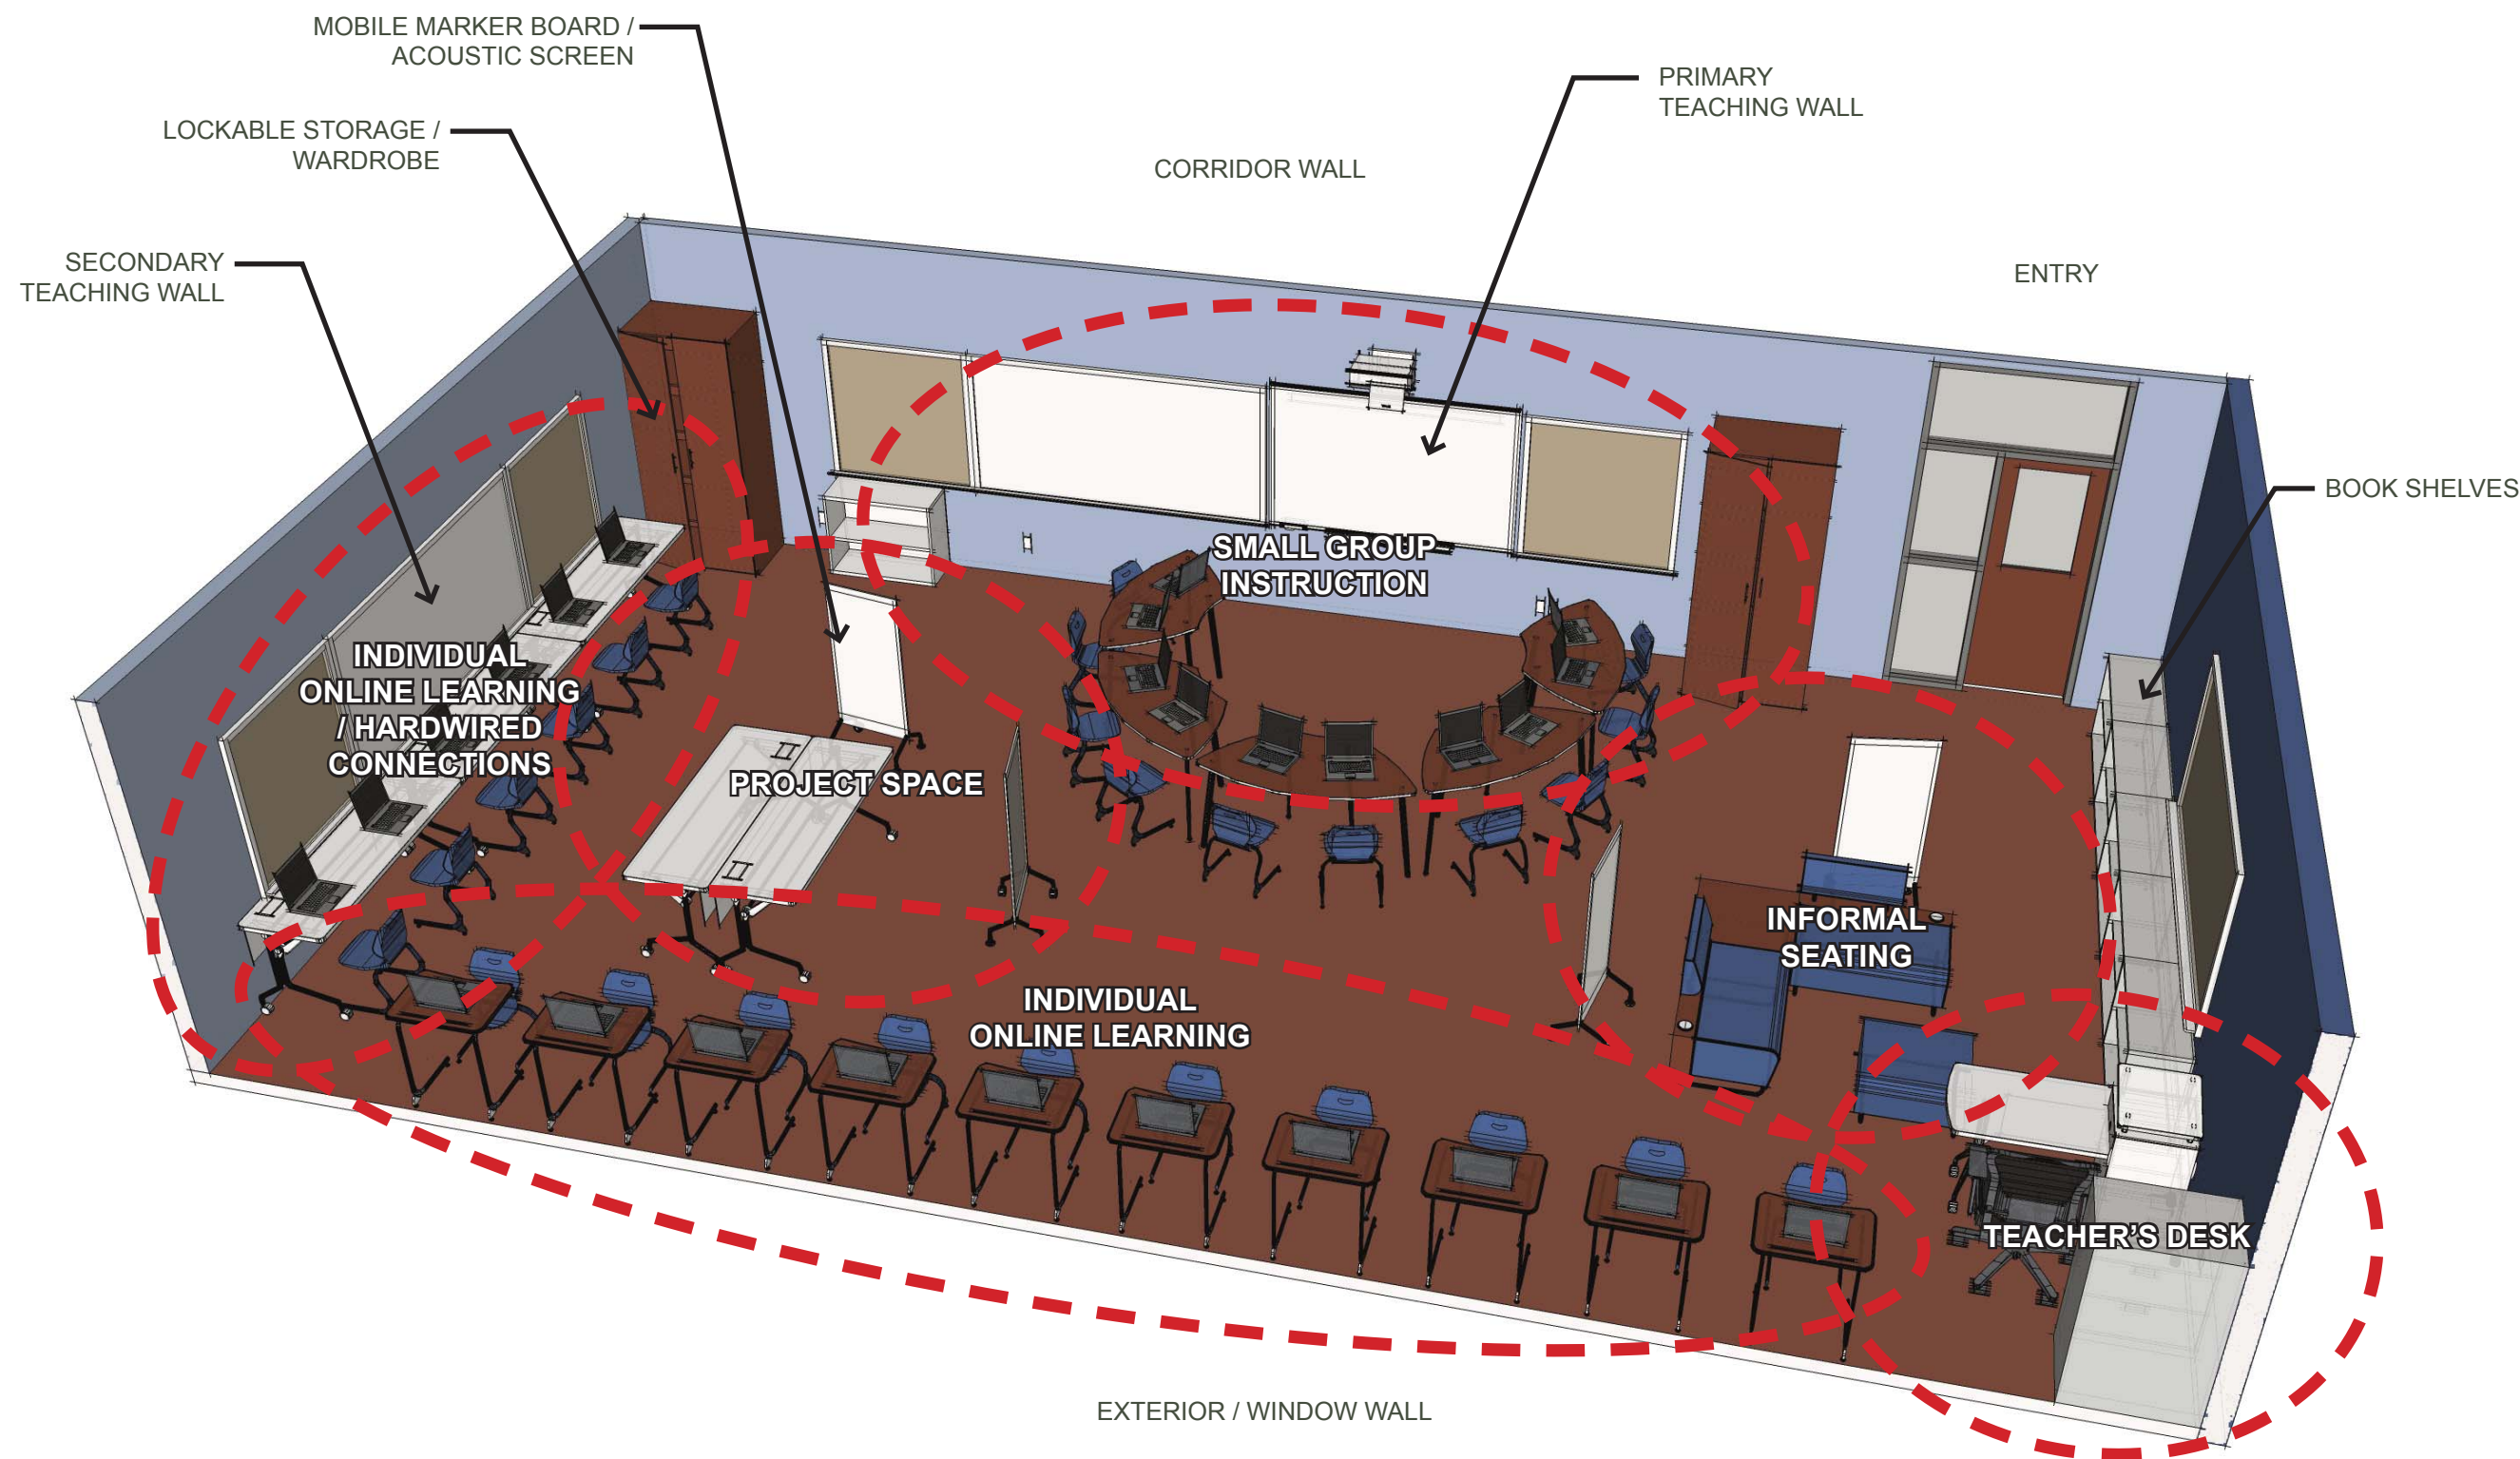 MOBILE MARKER BOARD /
ACOUSTIC SCREEN
PRIMARY
TEACHING WALL
LOCKABLE STORAGE /
WARDROBE
CORRIDOR WALL
SECONDARY
TEACHING WALL
ENTRY
BOOK SHELVES
SMALL GROUP
INSTRUCTION
INDIVIDUAL
ONLINE LEARNING
/ HARDWIRED
CONNECTIONS
PROJECT SPACE
INFORMAL
SEATING
INDIVIDUAL
ONLINE LEARNING
TEACHER’S DESK
EXTERIOR / WINDOW WALL